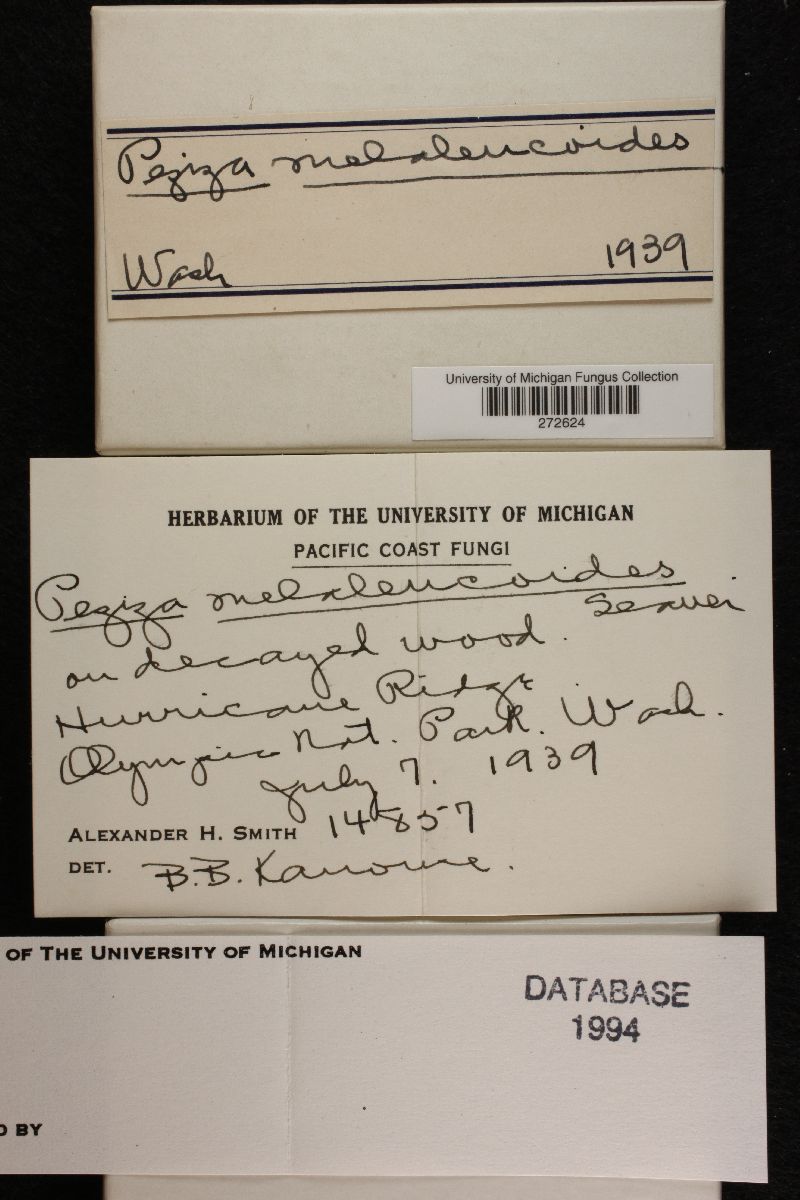 Peziza melaleucoides
Wash 1939
University of Michigan Fungus Collection
272624
HERBARIUM OF THE UNIVERSITY OF MICHIGAN
PACIFIC COAST FUNGI
Peziza melaleucoides Seaver
on decayed wood.
Hurricane Ridge
Olympic Nat. Park. Wash.
July 7. 1939
ALEXANDER H. SMITH 14857
DET. B.B. Kanouse.
OF THE UNIVERSITY OF MICHIGAN
DATABASE
1994
BY